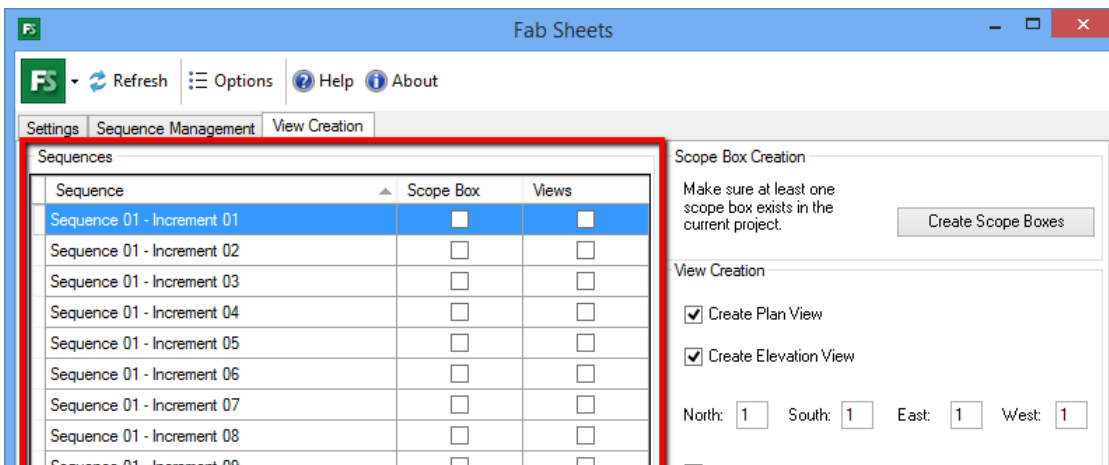 FS
Fab Sheets
FS Refresh Options Help About
Settings Sequence Management View Creation
Sequences
Sequence Scope Box Views
Sequence 01 - Increment 01
Sequence 01 - Increment 02
Sequence 01 - Increment 03
Sequence 01 - Increment 04
Sequence 01 - Increment 05
Sequence 01 - Increment 06
Sequence 01 - Increment 07
Sequence 01 - Increment 08
Sequence 01 - Increment 09
Scope Box Creation
Make sure at least one
scope box exists in the
current project.
Create Scope Boxes
View Creation
Create Plan View
Create Elevation View
North: 1 South: 1 East: 1 West: 1